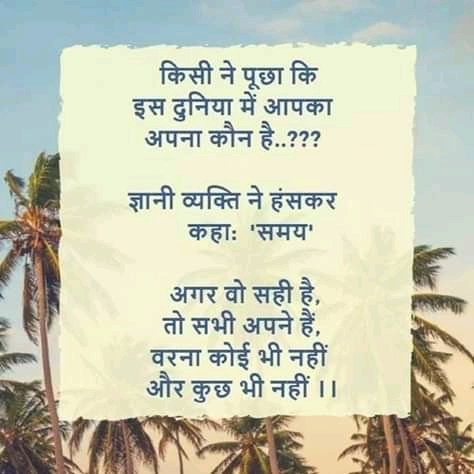 किसी ने पूछा कि
इस दुनिया में आपका
अपना कौन है..???
ज्ञानी व्यक्ति ने हंसकर
कहाः 'समय'
अगर वो सही है,
तो सभी अपने हैं,
वरना कोई भी नहीं
और कुछ भी नहीं ।।